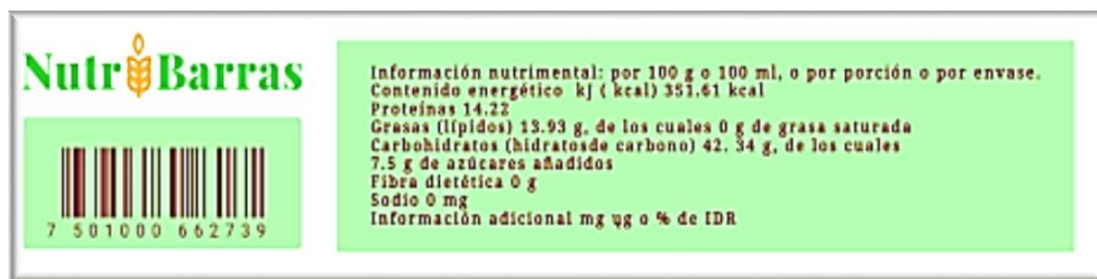 Nutri Barras
Información nutrimental: por 100 g o 100 ml, o por porción o por envase.
Contenido energético kj ( kcal) 351.61 kcal
Proteínas 14.22
Grasas (lípidos) 13.93 g, de los cuales 0 g de grasa saturada
Carbohidratos (hidratosde carbono) 42. 34 g, de los cuales
7.5 g de azúcares añadidos
Fibra dietética 0 g
Sodio 0 mg
Información adicional mg ųg o % de IDR
7 501000 662739